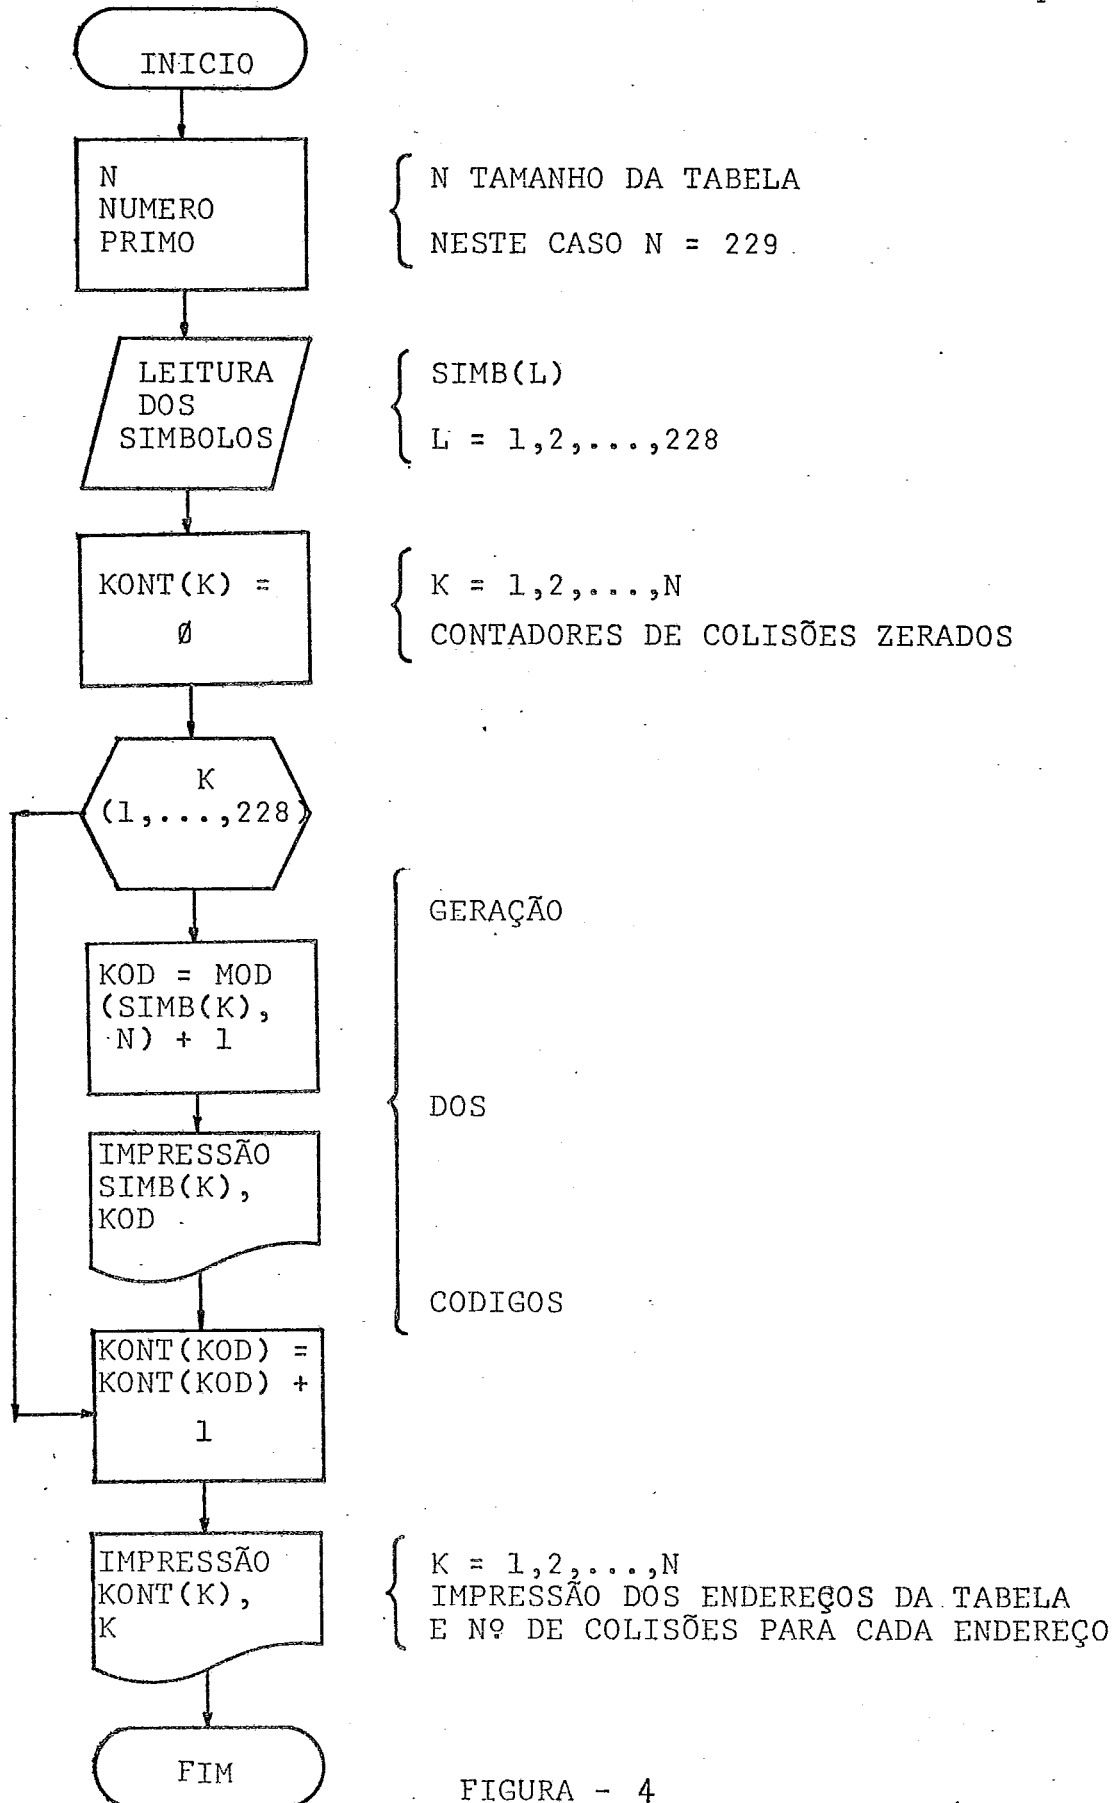 INICIO
N
NUMERO
PRIMO
N TAMANHO DA TABELA
NESTE CASO N = 229
LEITURA
DOS
SIMBOLOS
SIMB(L)
L = 1,2,...,228
KONT(K) =
Ø
K = 1,2,...,N
CONTADORES DE COLISÕES ZERADOS
K
(1,...,228)
GERAÇÃO
DOS
CODIGOS
KOD = MOD
(SIMB(K),
N) + 1
IMPRESSÃO
SIMB(K),
KOD
KONT(KOD) =
KONT(KOD) +
1
IMPRESSÃO
KONT(K),
K
K = 1,2,...,N
IMPRESSÃO DOS ENDEREÇOS DA TABELA
E Nº DE COLISÕES PARA CADA ENDEREÇO
FIM
FIGURA - 4